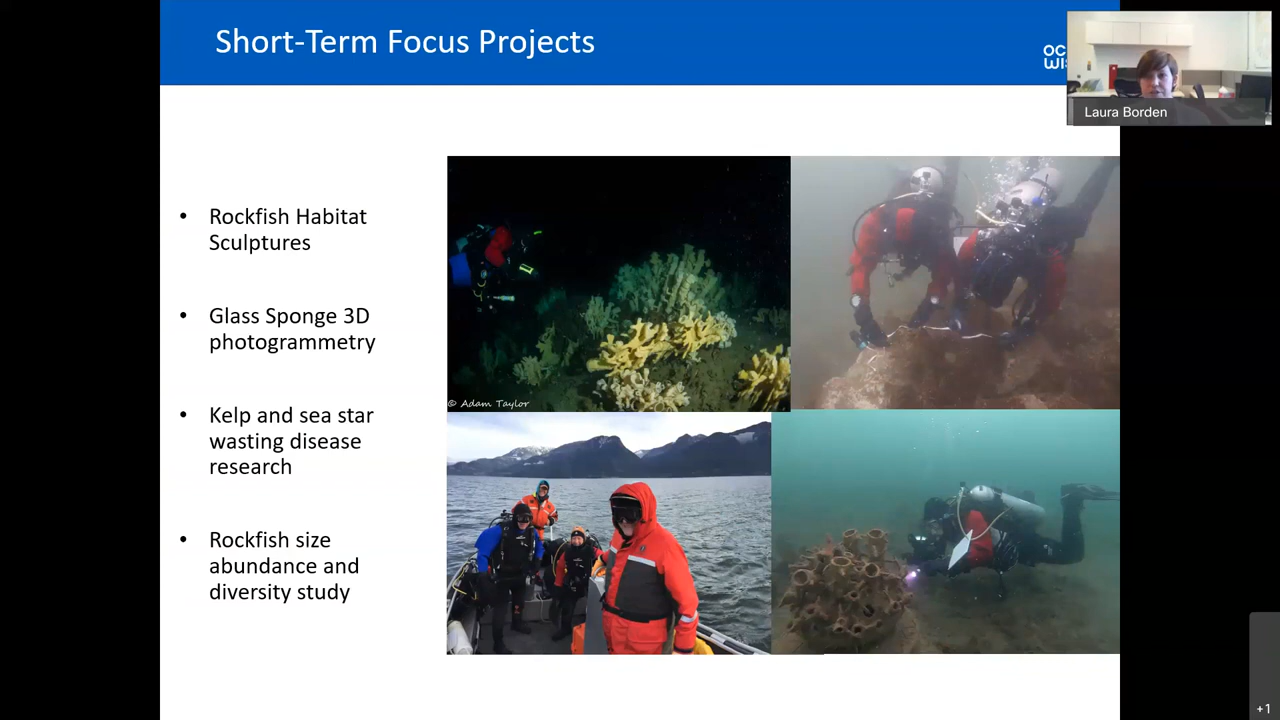 Short-Term Focus Projects
Laura Borden
• Rockfish Habitat
Sculptures
• Glass Sponge 3D
photogrammetry
• Kelp and sea star
wasting disease
research
• Rockfish size
abundance and
diversity study
© Adam Taylor
+1